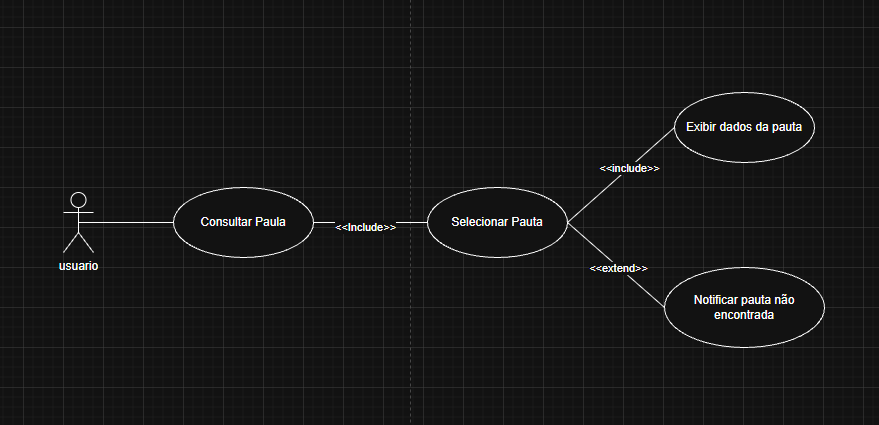 usuario
Consultar Paula
<<Include>>
Selecionar Pauta
<<include>>
Exibir dados da pauta
<<extend>>
Notificar pauta não
encontrada